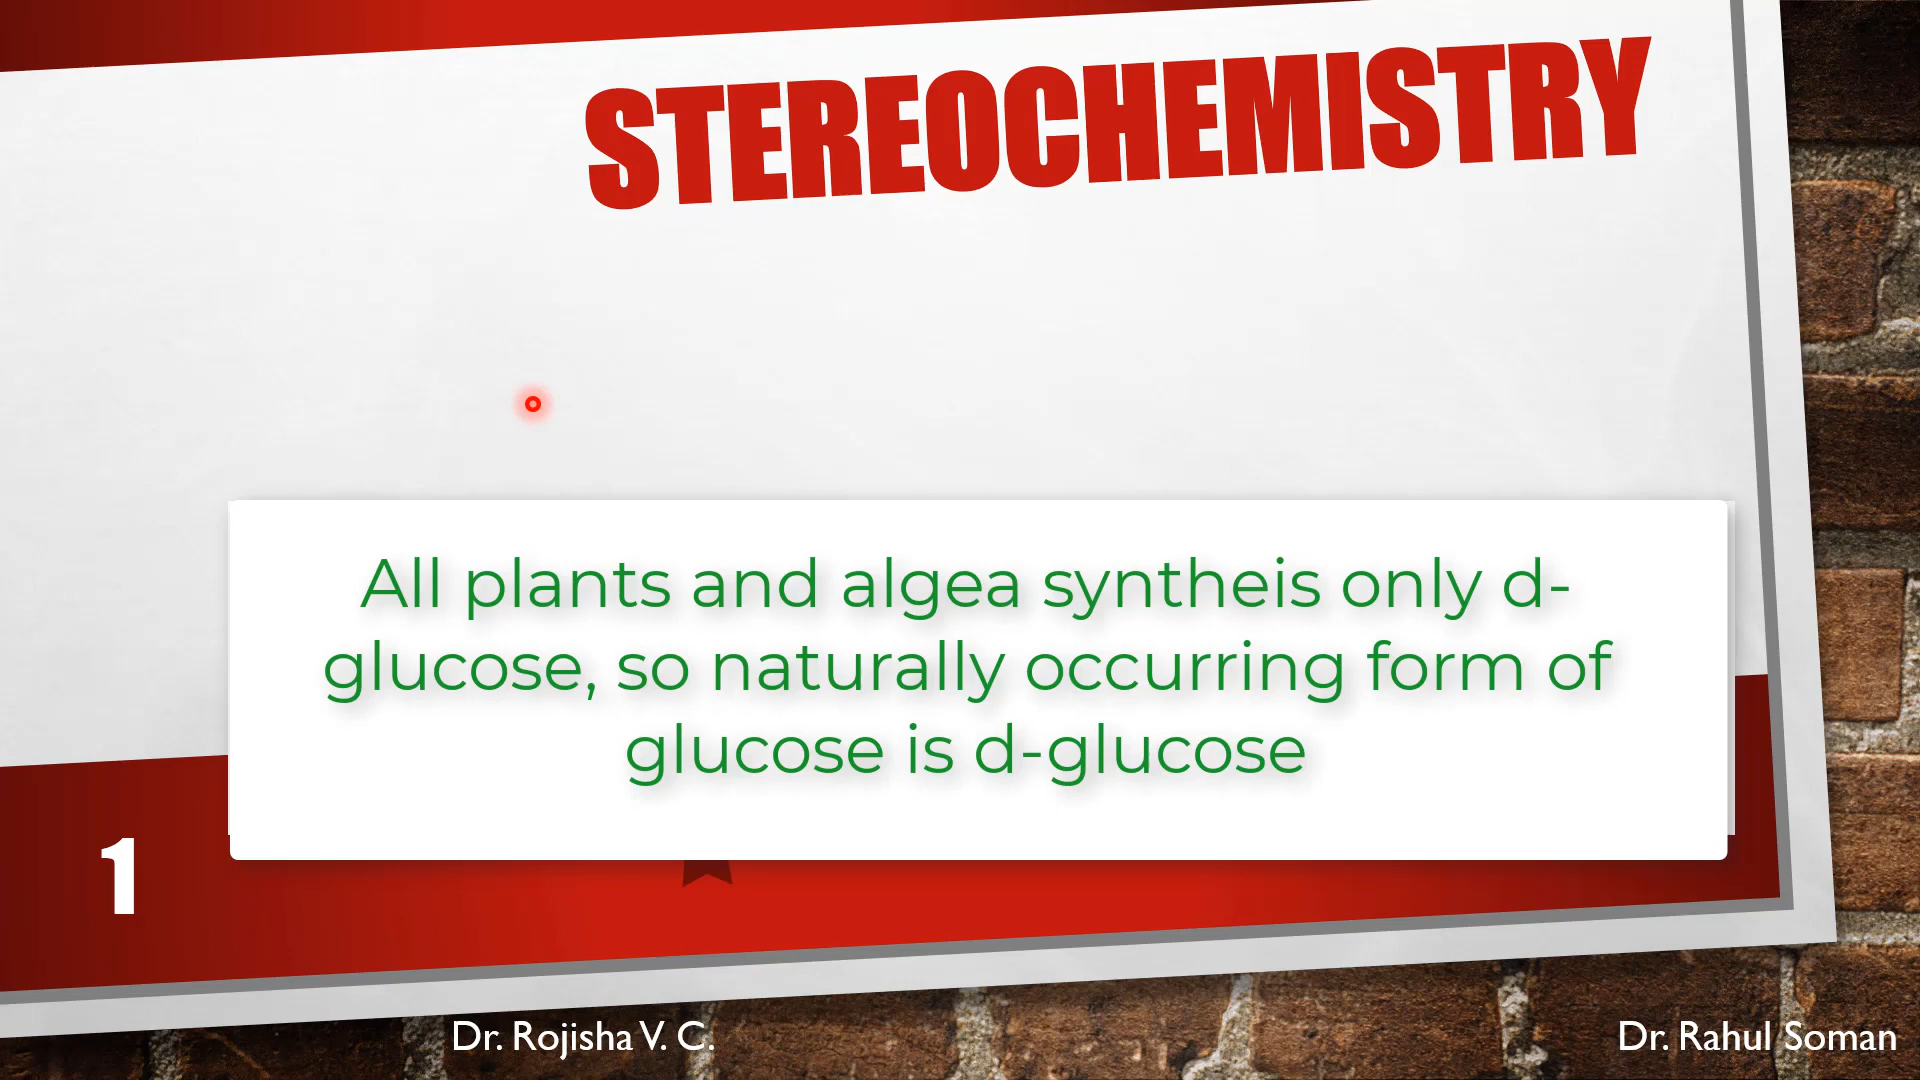 STEREOCHEMISTRY
All plants and algea syntheis only d-
glucose, so naturally occurring form of
glucose is d-glucose
1
Dr. Rojisha V. C.
Dr. Rahul Soman